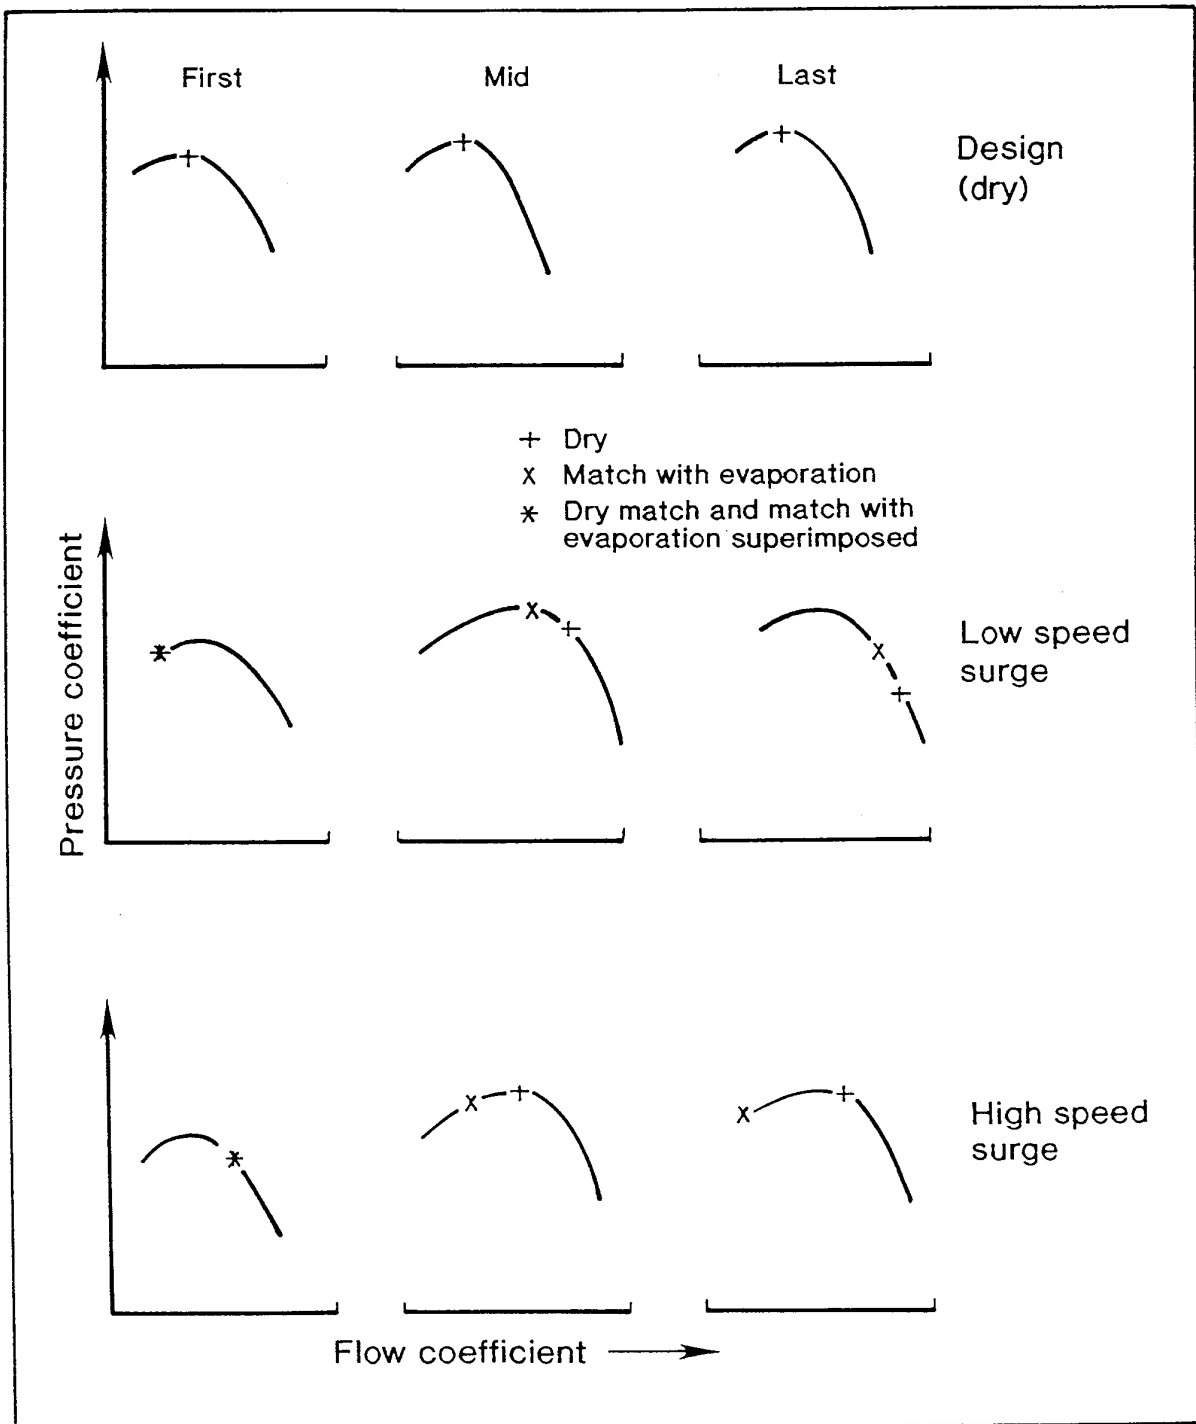 First
Mid
Last
Design
(dry)
+ Dry
x Match with evaporation
* Dry match and match with
evaporation superimposed
Pressure coefficient
Low speed
surge
High speed
surge
Flow coefficient